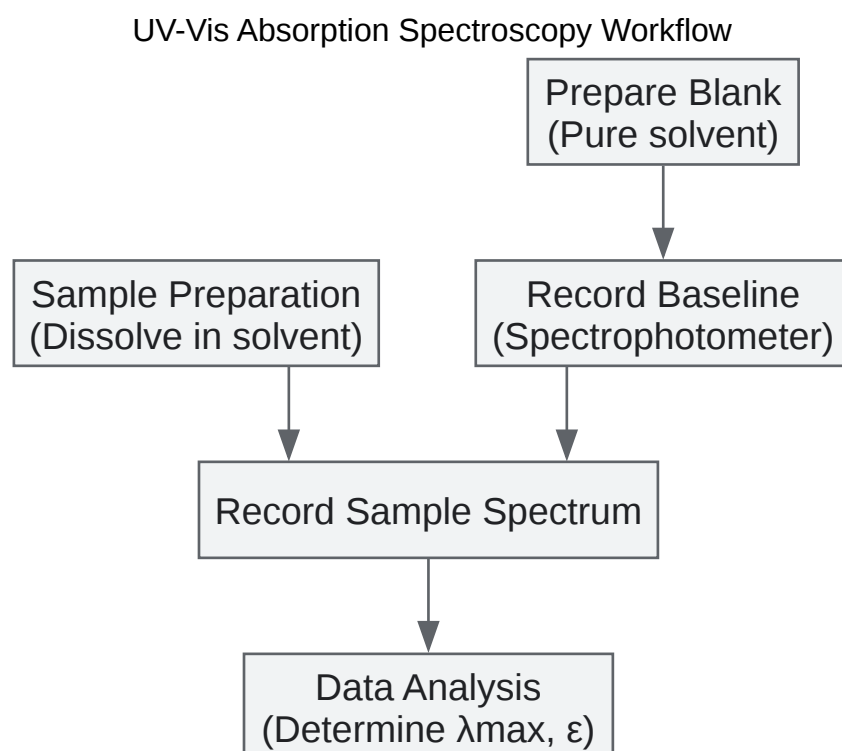 UV-Vis Absorption Spectroscopy Workflow
Prepare Blank
(Pure solvent)
Sample Preparation
(Dissolve in solvent)
Record Baseline
(Spectrophotometer)
Record Sample Spectrum
Data Analysis
(Determine λmax, ε)